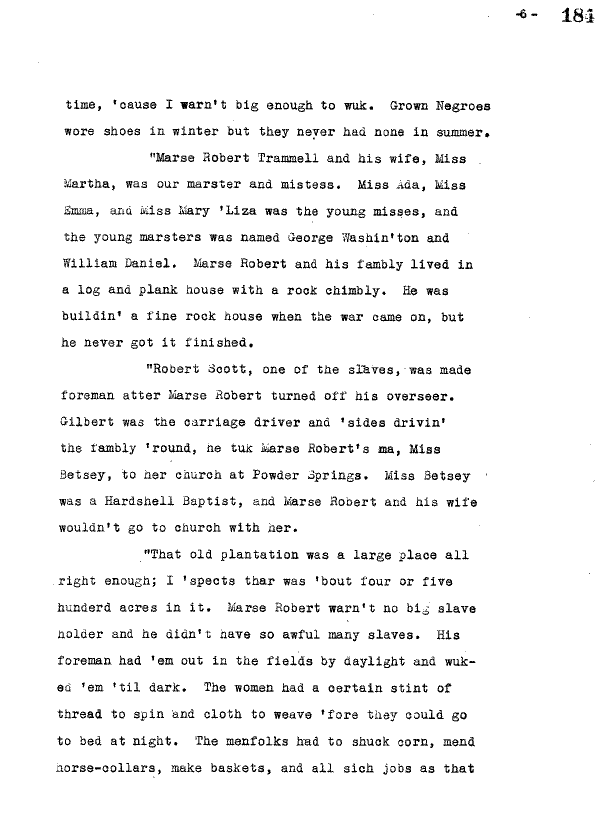 -6- 184
time, 'cause I warn't big enough to wuk. Grown Negroes
wore shoes in winter but they never had none in summer.
"Marse Robert Trammell and his wife, Miss
Martha, was our marster and mistess. Miss Ada, Miss
Emma, and Miss Mary 'Liza was the young misses, and
the young marsters was named George Washin'ton and
William Daniel. Marse Robert and his fambly lived in
a log and plank house with a rock chimbly. He was
buildin' a fine rock house when the war came on, but
he never got it finished.
"Robert Scott, one of the slaves, was made
foreman atter Marse Robert turned off his overseer.
Gilbert was the carriage driver and 'sides drivin'
the fambly 'round, he tuk Marse Robert's ma, Miss
Betsey, to her church at Powder Springs. Miss Betsey
was a Hardshell Baptist, and Marse Robert and his wife
wouldn't go to church with her.
"That old plantation was a large place all
right enough; I 'spects thar was 'bout four or five
hunderd acres in it. Marse Robert warn't no big slave
holder and he didn't have so awful many slaves. His
foreman had 'em out in the fields by daylight and wuk-
ed 'em 'til dark. The women had a certain stint of
thread to spin and cloth to weave 'fore they could go
to bed at night. The menfolks had to shuck corn, mend
horse-collars, make baskets, and all sich jobs as that